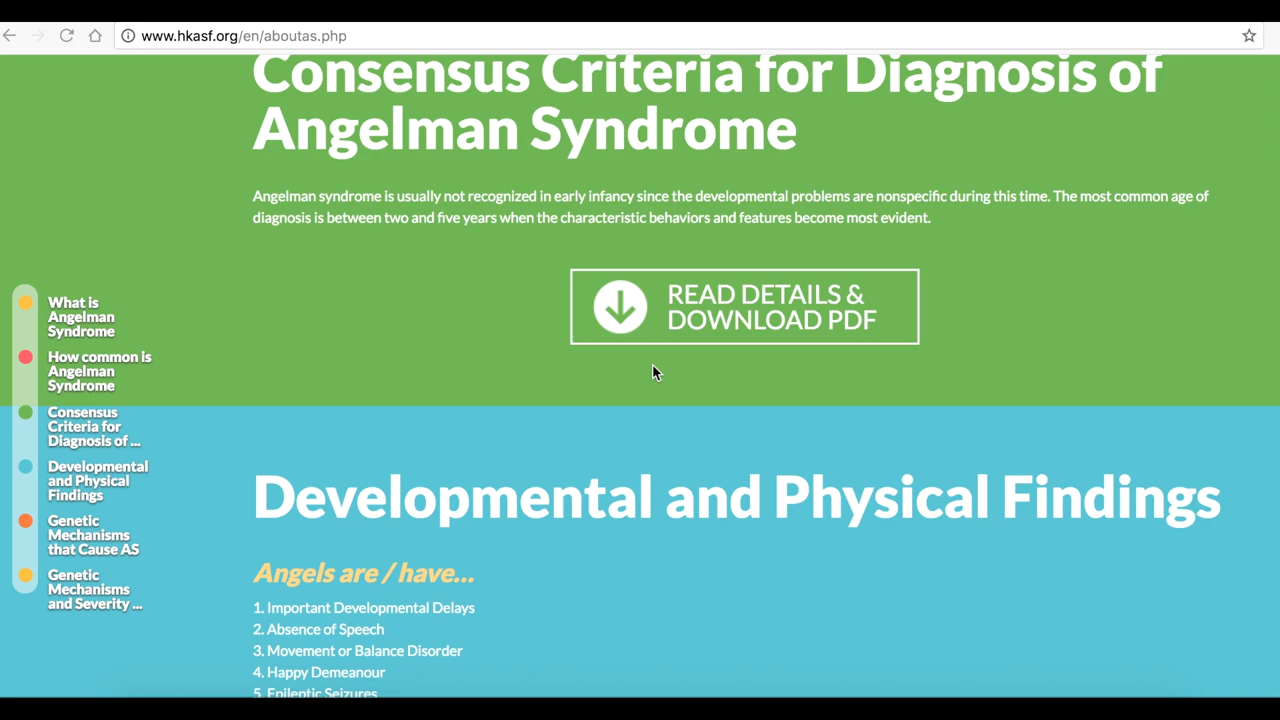 www.hkasf.org/en/aboutas.php
Consensus Criteria for Diagnosis of
Angelman Syndrome
Angelman syndrome is usually not recognized in early infancy since the developmental problems are nonspecific during this time. The most common age of
diagnosis is between two and five years when the characteristic behaviors and features become most evident.
READ DETAILS &
DOWNLOAD PDF
What is
Angelman
Syndrome
How common is
Angelman
Syndrome
Consensus
Criteria for
Diagnosis of ...
Developmental
and Physical
Findings
Genetic
Mechanisms
that Cause AS
Genetic
Mechanisms
and Severity ...
Developmental and Physical Findings
Angels are / have...
1. Important Developmental Delays
2. Absence of Speech
3. Movement or Balance Disorder
4. Happy Demeanour
5. Epileptic Seizures